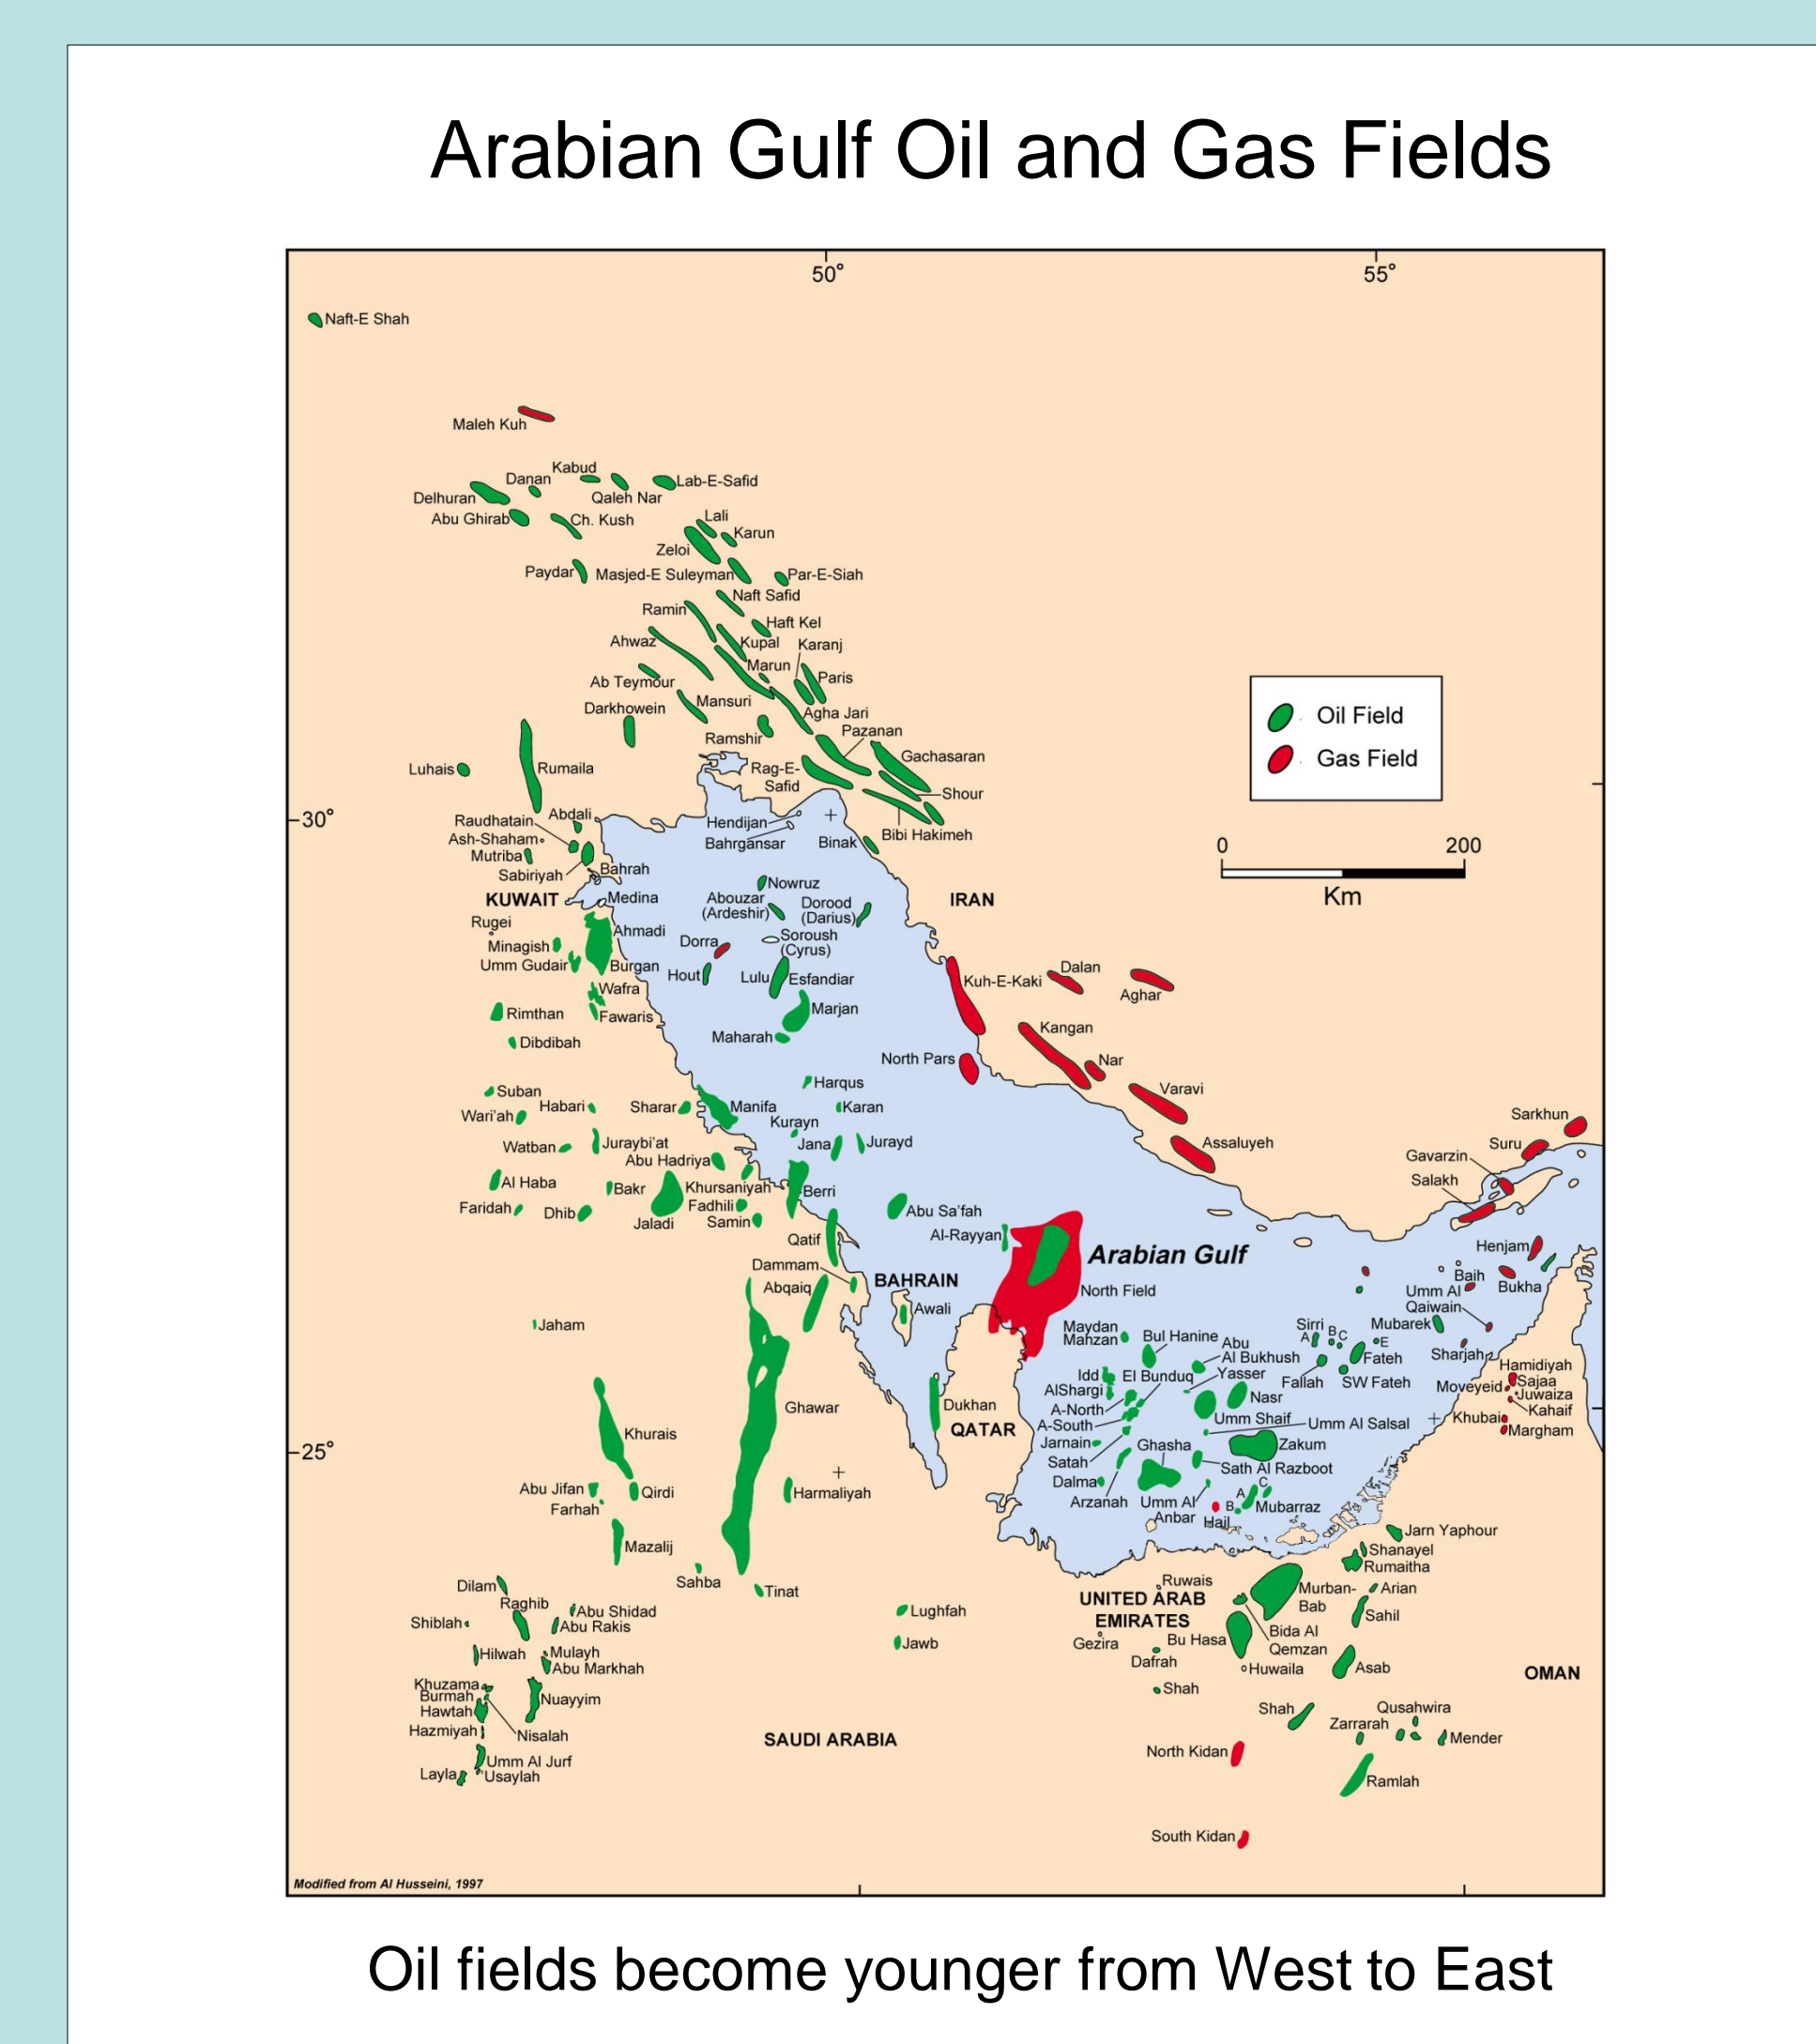 Arabian Gulf Oil and Gas Fields
50°
55°
Naft-E Shah
Maleh Kuh
Kabud
Danan
Lab-E-Safid
Delhuran
Qaleh Nar
Abu Ghirab
Ch. Kush
Lali
Karun
Zeloi
Paydar
Masjed-E Suleyman
Par-E-Siah
Naft Safid
Ramin
Haft Kel
Ahwaz
Kupal
Karanj
Marun
Paris
Ab Teymour
Mansuri
Darkhowein
Agha Jari
Pazanan
Ramshir
Gachasaran
Oil Field
Gas Field
Luhais
Rumaila
Rag-E-
Safid
Shour
Bibi Hakimeh
30°
Raudhatain
Abdali
Ash-Shaham
Mutriba
Sabiriyah
Bahrah
Hendijan
Bahrgansar
Binak
0
200
Km
KUWAIT
Medina
Nowruz
Abouzar
(Ardeshir)
Dorood
(Darius)
IRAN
Rugei
Ahmadi
Minagish
Umm Gudair
Burgan
Dorra
Soroush
(Cyrus)
Hout
Lulu
Esfandiar
Wafra
Fawaris
Rimthan
Dibdibah
Marjan
Maharah
Kuh-E-Kaki
Dalan
Aghar
Kangan
North Pars
Nar
Varavi
Suban
Habari
Wari'ah
Sharar
Manifa
Harqus
Karan
Kurayn
Watban
Juraybi'at
Jana
Jurayd
Assaluyeh
Sarkhun
Suru
Gavarzin
Salakh
Abu Hadriya
Al Haba
Bakr
Khursaniyah
Berri
Faridah
Dhib
Jaladi
Fadhili
Samin
Abu Sa'fah
Al-Rayyan
Qatif
Arabian Gulf
Henjam
Dammam
BAHRAIN
Abqaiq
Awali
North Field
Baih
Umm Al
Qaiwain
Bukha
Jaham
Maydan
Mahzan
Bul Hanine
Abu
Al Bukhush
Sirri
A
B
C
E
Mubarek
Fateh
Sharjah
Hamidiyah
Sajaa
Moveyeid
Juwaiza
Kahaif
Khubai
Margham
Idd
El Bunduq
Yasser
Fallah
SW Fateh
AlShargi
A-North
Nasr
A-South
Umm Shaif
Umm Al Salsal
Ghawar
Dukhan
QATAR
Khurais
Jarnain
Ghasha
Zakum
25°
Satah
Sath Al Razboot
Dalma
Arzanah
Umm Al
Anbar
Hail
A
B
C
Mubarraz
Abu Jifan
Qirdi
Farhah
Harmaliyah
Mazalij
Jarn Yaphour
Shanayel
Rumaitha
Sahba
Tinat
Dilam
Raghib
Abu Shidad
Shiblah
Abu Rakis
Lughfah
Jawb
Ruwais
UNITED ARAB
EMIRATES
Murban-
Bab
Arian
Sahil
Bu Hasa
Bida Al
Qemzan
Gezira
Dafrah
Huwaila
Asab
OMAN
Hilwah
Mulayh
Abu Markhah
Khuzama
Burmah
Hawtah
Nuayyim
Hazmiyah
Nisalah
Shah
Shah
Qusahwira
Zarrarah
Mender
SAUDI ARABIA
North Kidan
Umm Al Jurf
Layla
Usaylah
Ramlah
South Kidan
Modified from Al Husseini, 1997
Oil fields become younger from West to East